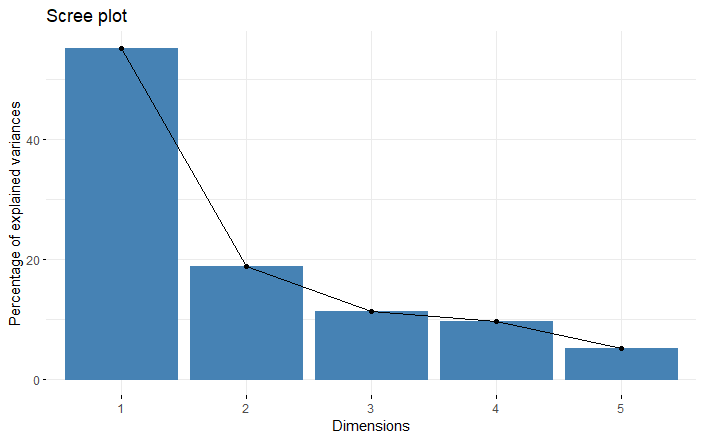 Scree plot
Percentage of explained variances
40
20
0
1 2 3 4 5
Dimensions